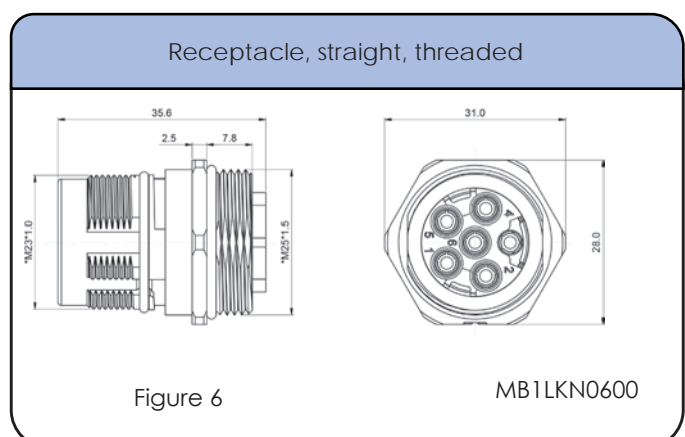 Receptacle, straight, threaded
35.6
2.5
7.8
*M23*1.0
*M25*1.5
31.0
28.0
4
5
6
1
2
Figure 6
MB1LKN0600